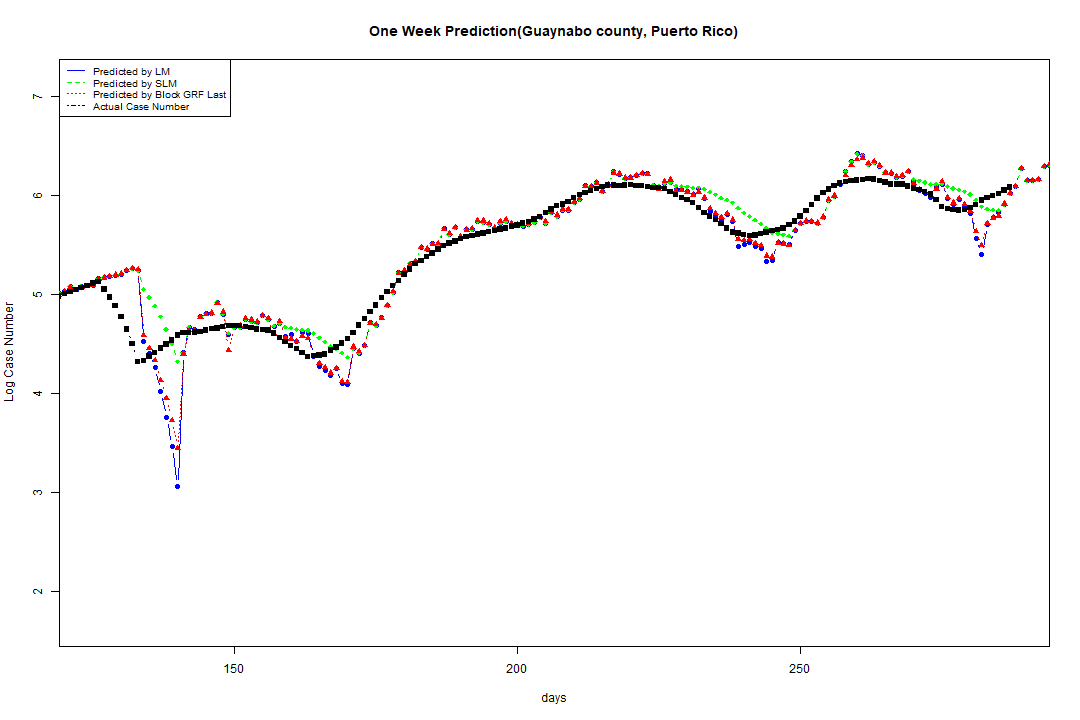 One Week Prediction(Guaynabo county, Puerto Rico)
Predicted by LM
Predicted by SLM
Predicted by Block GRF Last
Actual Case Number
7
6
5
4
3
2
Log Case Number
150 200 250
days